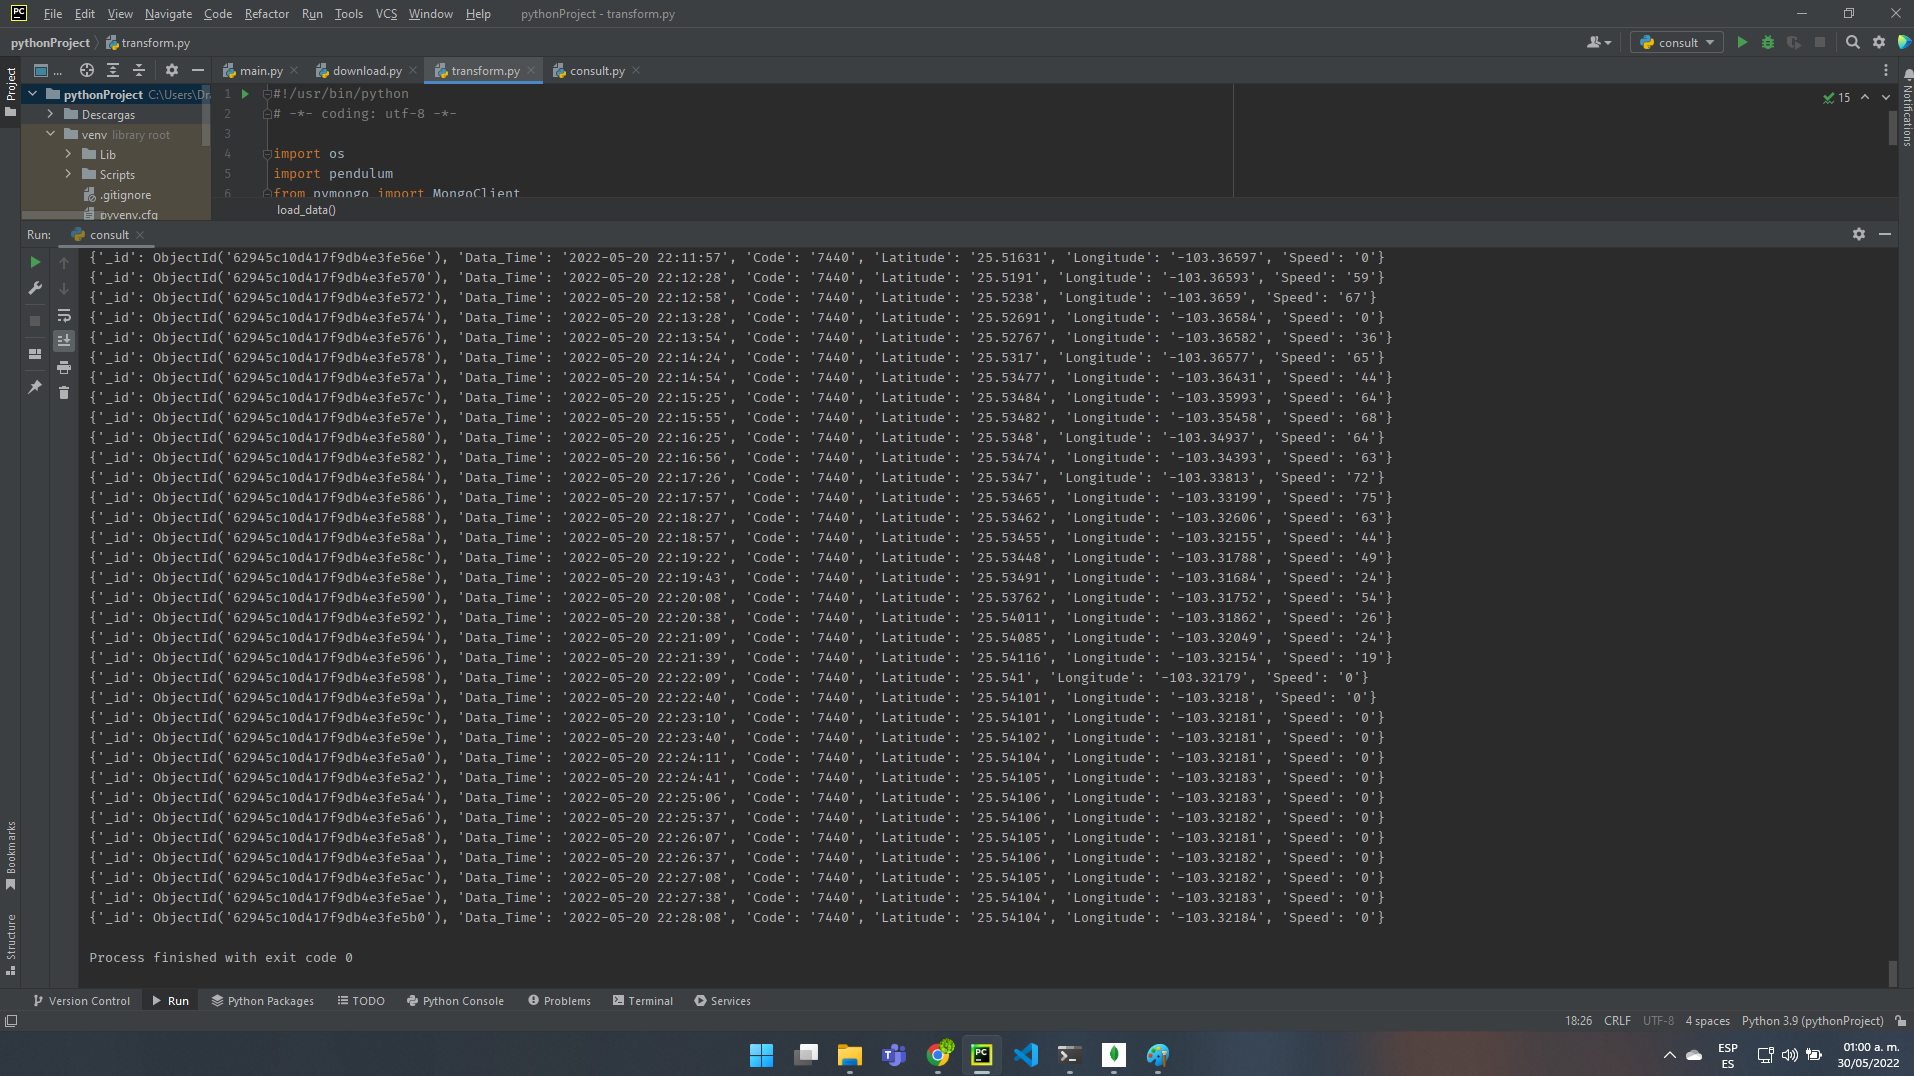 File Edit View Navigate Code Refactor Run Tools VCS Window Help pythonProject - transform.py
pythonProject transform.py consult
Project ... main.py download.py transform.py consult.py
pythonProject C:\Users\Dr
Descargas
venv library root
Lib
Scripts
.gitignore
pyvenv.cfg
1 #!/usr/bin/python
2 # -*- coding: utf-8 -*-
3
4 import os
5 import pendulum
6 from pymongo import MongoClient
load_data()
15
Notifications
Run: consult
{'_id': ObjectId('62945c10d417f9db4e3fe56e'), 'Data_Time': '2022-05-20 22:11:57', 'Code': '7440', 'Latitude': '25.51631', 'Longitude': '-103.36597', 'Speed': '0'}
{'_id': ObjectId('62945c10d417f9db4e3fe570'), 'Data_Time': '2022-05-20 22:12:28', 'Code': '7440', 'Latitude': '25.5191', 'Longitude': '-103.36593', 'Speed': '59'}
{'_id': ObjectId('62945c10d417f9db4e3fe572'), 'Data_Time': '2022-05-20 22:12:58', 'Code': '7440', 'Latitude': '25.5238', 'Longitude': '-103.3659', 'Speed': '67'}
{'_id': ObjectId('62945c10d417f9db4e3fe574'), 'Data_Time': '2022-05-20 22:13:28', 'Code': '7440', 'Latitude': '25.52691', 'Longitude': '-103.36584', 'Speed': '0'}
{'_id': ObjectId('62945c10d417f9db4e3fe576'), 'Data_Time': '2022-05-20 22:13:54', 'Code': '7440', 'Latitude': '25.52767', 'Longitude': '-103.36582', 'Speed': '36'}
{'_id': ObjectId('62945c10d417f9db4e3fe578'), 'Data_Time': '2022-05-20 22:14:24', 'Code': '7440', 'Latitude': '25.5317', 'Longitude': '-103.36577', 'Speed': '65'}
{'_id': ObjectId('62945c10d417f9db4e3fe57a'), 'Data_Time': '2022-05-20 22:14:54', 'Code': '7440', 'Latitude': '25.53477', 'Longitude': '-103.36431', 'Speed': '44'}
{'_id': ObjectId('62945c10d417f9db4e3fe57c'), 'Data_Time': '2022-05-20 22:15:25', 'Code': '7440', 'Latitude': '25.53484', 'Longitude': '-103.35993', 'Speed': '64'}
{'_id': ObjectId('62945c10d417f9db4e3fe57e'), 'Data_Time': '2022-05-20 22:15:55', 'Code': '7440', 'Latitude': '25.53482', 'Longitude': '-103.35458', 'Speed': '68'}
{'_id': ObjectId('62945c10d417f9db4e3fe580'), 'Data_Time': '2022-05-20 22:16:25', 'Code': '7440', 'Latitude': '25.5348', 'Longitude': '-103.34937', 'Speed': '64'}
{'_id': ObjectId('62945c10d417f9db4e3fe582'), 'Data_Time': '2022-05-20 22:16:56', 'Code': '7440', 'Latitude': '25.53474', 'Longitude': '-103.34393', 'Speed': '63'}
{'_id': ObjectId('62945c10d417f9db4e3fe584'), 'Data_Time': '2022-05-20 22:17:26', 'Code': '7440', 'Latitude': '25.5347', 'Longitude': '-103.33813', 'Speed': '72'}
{'_id': ObjectId('62945c10d417f9db4e3fe586'), 'Data_Time': '2022-05-20 22:17:57', 'Code': '7440', 'Latitude': '25.53465', 'Longitude': '-103.33199', 'Speed': '75'}
{'_id': ObjectId('62945c10d417f9db4e3fe588'), 'Data_Time': '2022-05-20 22:18:27', 'Code': '7440', 'Latitude': '25.53462', 'Longitude': '-103.32606', 'Speed': '63'}
{'_id': ObjectId('62945c10d417f9db4e3fe58a'), 'Data_Time': '2022-05-20 22:18:57', 'Code': '7440', 'Latitude': '25.53455', 'Longitude': '-103.32155', 'Speed': '44'}
{'_id': ObjectId('62945c10d417f9db4e3fe58c'), 'Data_Time': '2022-05-20 22:19:22', 'Code': '7440', 'Latitude': '25.53448', 'Longitude': '-103.31788', 'Speed': '49'}
{'_id': ObjectId('62945c10d417f9db4e3fe58e'), 'Data_Time': '2022-05-20 22:19:43', 'Code': '7440', 'Latitude': '25.53491', 'Longitude': '-103.31684', 'Speed': '24'}
{'_id': ObjectId('62945c10d417f9db4e3fe590'), 'Data_Time': '2022-05-20 22:20:08', 'Code': '7440', 'Latitude': '25.53762', 'Longitude': '-103.31752', 'Speed': '54'}
{'_id': ObjectId('62945c10d417f9db4e3fe592'), 'Data_Time': '2022-05-20 22:20:38', 'Code': '7440', 'Latitude': '25.54011', 'Longitude': '-103.31862', 'Speed': '26'}
{'_id': ObjectId('62945c10d417f9db4e3fe594'), 'Data_Time': '2022-05-20 22:21:09', 'Code': '7440', 'Latitude': '25.54085', 'Longitude': '-103.32049', 'Speed': '24'}
{'_id': ObjectId('62945c10d417f9db4e3fe596'), 'Data_Time': '2022-05-20 22:21:39', 'Code': '7440', 'Latitude': '25.54116', 'Longitude': '-103.32154', 'Speed': '19'}
{'_id': ObjectId('62945c10d417f9db4e3fe598'), 'Data_Time': '2022-05-20 22:22:09', 'Code': '7440', 'Latitude': '25.541', 'Longitude': '-103.32179', 'Speed': '0'}
{'_id': ObjectId('62945c10d417f9db4e3fe59a'), 'Data_Time': '2022-05-20 22:22:40', 'Code': '7440', 'Latitude': '25.54101', 'Longitude': '-103.3218', 'Speed': '0'}
{'_id': ObjectId('62945c10d417f9db4e3fe59c'), 'Data_Time': '2022-05-20 22:23:10', 'Code': '7440', 'Latitude': '25.54101', 'Longitude': '-103.32181', 'Speed': '0'}
{'_id': ObjectId('62945c10d417f9db4e3fe59e'), 'Data_Time': '2022-05-20 22:23:40', 'Code': '7440', 'Latitude': '25.54102', 'Longitude': '-103.32181', 'Speed': '0'}
{'_id': ObjectId('62945c10d417f9db4e3fe5a0'), 'Data_Time': '2022-05-20 22:24:11', 'Code': '7440', 'Latitude': '25.54104', 'Longitude': '-103.32181', 'Speed': '0'}
{'_id': ObjectId('62945c10d417f9db4e3fe5a2'), 'Data_Time': '2022-05-20 22:24:41', 'Code': '7440', 'Latitude': '25.54105', 'Longitude': '-103.32183', 'Speed': '0'}
{'_id': ObjectId('62945c10d417f9db4e3fe5a4'), 'Data_Time': '2022-05-20 22:25:06', 'Code': '7440', 'Latitude': '25.54106', 'Longitude': '-103.32183', 'Speed': '0'}
{'_id': ObjectId('62945c10d417f9db4e3fe5a6'), 'Data_Time': '2022-05-20 22:25:37', 'Code': '7440', 'Latitude': '25.54106', 'Longitude': '-103.32182', 'Speed': '0'}
{'_id': ObjectId('62945c10d417f9db4e3fe5a8'), 'Data_Time': '2022-05-20 22:26:07', 'Code': '7440', 'Latitude': '25.54105', 'Longitude': '-103.32181', 'Speed': '0'}
{'_id': ObjectId('62945c10d417f9db4e3fe5aa'), 'Data_Time': '2022-05-20 22:26:37', 'Code': '7440', 'Latitude': '25.54106', 'Longitude': '-103.32182', 'Speed': '0'}
{'_id': ObjectId('62945c10d417f9db4e3fe5ac'), 'Data_Time': '2022-05-20 22:27:08', 'Code': '7440', 'Latitude': '25.54105', 'Longitude': '-103.32182', 'Speed': '0'}
{'_id': ObjectId('62945c10d417f9db4e3fe5ae'), 'Data_Time': '2022-05-20 22:27:38', 'Code': '7440', 'Latitude': '25.54104', 'Longitude': '-103.32183', 'Speed': '0'}
{'_id': ObjectId('62945c10d417f9db4e3fe5b0'), 'Data_Time': '2022-05-20 22:28:08', 'Code': '7440', 'Latitude': '25.54104', 'Longitude': '-103.32184', 'Speed': '0'}
Process finished with exit code 0
Bookmarks
Structure
Version Control Run Python Packages TODO Python Console Problems Terminal Services
18:26 CRLF UTF-8 4 spaces Python 3.9 (pythonProject)
ESP 01:00 a. m.
ES 30/05/2022